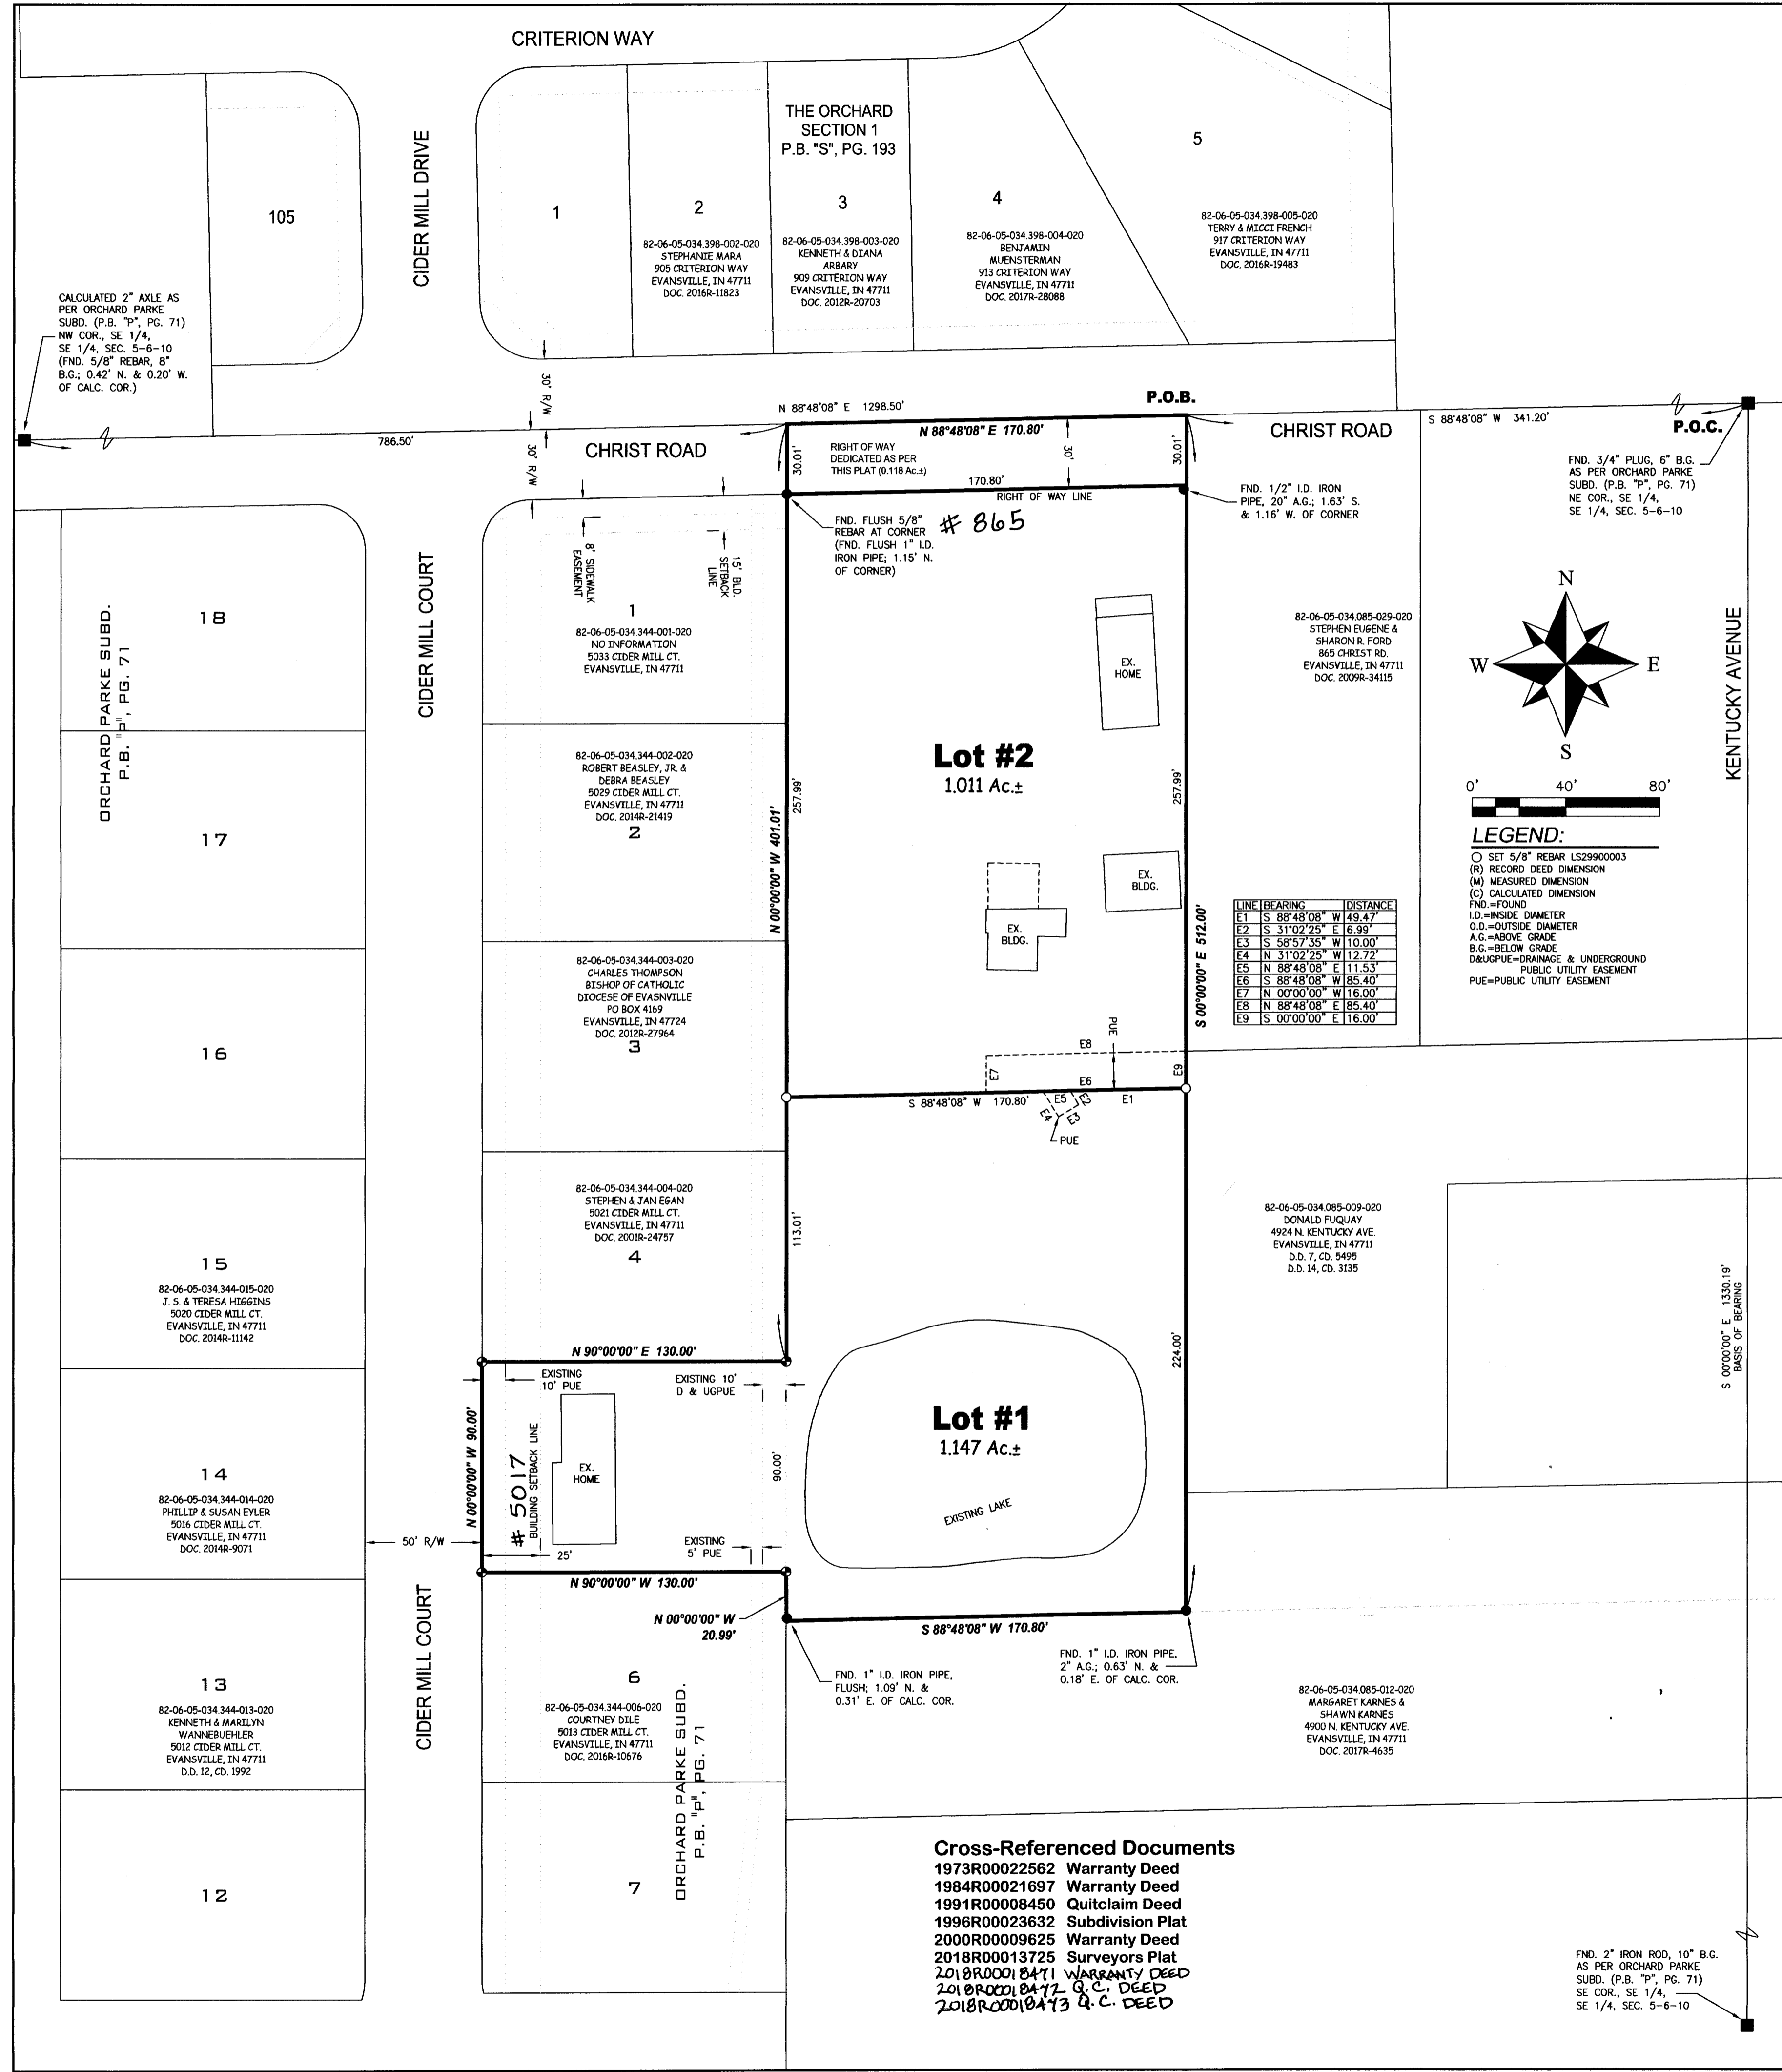 CRITERION WAY
THE ORCHARD
SECTION 1
P.B. "S", PG. 193
CIDER MILL DRIVE
105
1
2
82-06-05-034.398-002-020
STEPHANIE MARA
905 CRITERION WAY
EVANSVILLE, IN 47711
DOC. 2016R-11823
3
82-06-05-034.398-003-020
KENNETH & DIANA
ARBARY
909 CRITERION WAY
EVANSVILLE, IN 47711
DOC. 2012R-20703
4
82-06-05-034.398-004-020
BENJAMIN
MUENSTERMAN
913 CRITERION WAY
EVANSVILLE, IN 47711
DOC. 2017R-28088
5
82-06-05-034.398-005-020
TERRY & MICCI FRENCH
917 CRITERION WAY
EVANSVILLE, IN 47711
DOC. 2016R-19483
CALCULATED 2" AXLE AS
PER ORCHARD PARKE
SUBD. (P.B. "P", PG. 71)
NW COR., SE 1/4,
SE 1/4, SEC. 5-6-10
(FND. 5/8" REBAR, 8"
B.G.; 0.42' N. & 0.20' W.
OF CALC. COR.)
30' R/W
30' R/W
N 88°48'08" E 1298.50'
P.O.B.
786.50'
CHRIST ROAD
N 88°48'08" E 170.80'
CHRIST ROAD
S 88°48'08" W 341.20'
P.O.C.
30.01'
RIGHT OF WAY
DEDICATED AS PER
THIS PLAT (0.118 Ac.±)
30'
30.01'
170.80'
RIGHT OF WAY LINE
FND. 3/4" PLUG, 6" B.G.
AS PER ORCHARD PARKE
SUBD. (P.B. "P", PG. 71)
NE COR., SE 1/4,
SE 1/4, SEC. 5-6-10
FND. 1/2" I.D. IRON
PIPE, 20" A.G.; 1.63' S.
& 1.16' W. OF CORNER
FND. FLUSH 5/8"
REBAR AT CORNER
(FND. FLUSH 1" I.D.
IRON PIPE; 1.15' N.
OF CORNER)
# 865
8' SIDEWALK
EASEMENT
15' BLD.
SETBACK
LINE
CIDER MILL COURT
ORCHARD PARKE SUBD.
P.B. "P", PG. 71
18
17
16
15
82-06-05-034.344-015-020
J. S. & TERESA HIGGINS
5020 CIDER MILL CT.
EVANSVILLE, IN 47711
DOC. 2014R-11142
14
82-06-05-034.344-014-020
PHILLIP & SUSAN EYLER
5016 CIDER MILL CT.
EVANSVILLE, IN 47711
DOC. 2014R-9071
13
82-06-05-034.344-013-020
KENNETH & MARILYN
WANNEBUEHLER
5012 CIDER MILL CT.
EVANSVILLE, IN 47711
D.D. 12, CD. 1992
12
50' R/W
CIDER MILL COURT
1
82-06-05-034.344-001-020
NO INFORMATION
5033 CIDER MILL CT.
EVANSVILLE, IN 47711
82-06-05-034.344-002-020
ROBERT BEASLEY, JR. &
DEBRA BEASLEY
5029 CIDER MILL CT.
EVANSVILLE, IN 47711
DOC. 2014R-21419
2
82-06-05-034.344-003-020
CHARLES THOMPSON
BISHOP OF CATHOLIC
DIOCESE OF EVASNVILLE
PO BOX 4169
EVANSVILLE, IN 47724
DOC. 2012R-27964
3
82-06-05-034.344-004-020
STEPHEN & JAN EGAN
5021 CIDER MILL CT.
EVANSVILLE, IN 47711
DOC. 2001R-24757
4
N 00°00'00" W 401.01'
257.99'
Lot #2
1.011 Ac.±
EX.
HOME
EX.
BLDG.
EX.
BLDG.
257.99'
S 00°00'00" E 512.00'
PUE
E8
E7
E6
E9
S 88°48'08" W 170.80'
E5
E2
E1
E4
E3
PUE
82-06-05-034.085-029-020
STEPHEN EUGENE &
SHARON R. FORD
865 CHRIST RD.
EVANSVILLE, IN 47711
DOC. 2009R-34115
N
W
E
S
KENTUCKY AVENUE
0' 40' 80'
LEGEND:
SET 5/8" REBAR LS29900003
(R) RECORD DEED DIMENSION
(M) MEASURED DIMENSION
(C) CALCULATED DIMENSION
FND.=FOUND
I.D.=INSIDE DIAMETER
O.D.=OUTSIDE DIAMETER
A.G.=ABOVE GRADE
B.G.=BELOW GRADE
D&UGPUE=DRAINAGE & UNDERGROUND
PUBLIC UTILITY EASEMENT
PUE=PUBLIC UTILITY EASEMENT
LINE BEARING DISTANCE
E1 S 88°48'08" W 49.47'
E2 S 31°02'25" E 6.99'
E3 S 58°57'35" W 10.00'
E4 N 31°02'25" W 12.72'
E5 N 88°48'08" E 11.53'
E6 S 88°48'08" W 85.40'
E7 N 00°00'00" W 16.00'
E8 N 88°48'08" E 85.40'
E9 S 00°00'00" E 16.00'
113.01'
N 90°00'00" E 130.00'
EXISTING
10' PUE
EXISTING 10'
D & UGPUE
N 00°00'00" W 90.00'
# 5017
BUILDING SETBACK LINE
EX.
HOME
90.00'
25'
EXISTING
5' PUE
N 90°00'00" W 130.00'
N 00°00'00" W
20.99'
Lot #1
1.147 Ac.±
EXISTING LAKE
224.00'
S 88°48'08" W 170.80'
FND. 1" I.D. IRON PIPE,
FLUSH; 1.09' N. &
0.31' E. OF CALC. COR.
FND. 1" I.D. IRON PIPE,
2" A.G.; 0.63' N. &
0.18' E. OF CALC. COR.
82-06-05-034.085-009-020
DONALD FUQUAY
4924 N. KENTUCKY AVE.
EVANSVILLE, IN 47711
D.D. 7, CD. 5495
D.D. 14, CD. 3135
S 00°00'00" E 1330.19'
BASIS OF BEARING
82-06-05-034.085-012-020
MARGARET KARNES &
SHAWN KARNES
4900 N. KENTUCKY AVE.
EVANSVILLE, IN 47711
DOC. 2017R-4635
6
82-06-05-034.344-006-020
COURTNEY DILE
5013 CIDER MILL CT.
EVANSVILLE, IN 47711
DOC. 2016R-10676
ORCHARD PARKE SUBD.
P.B. "P", PG. 71
7
Cross-Referenced Documents
1973R00022562 Warranty Deed
1984R00021697 Warranty Deed
1991R00008450 Quitclaim Deed
1996R00023632 Subdivision Plat
2000R00009625 Warranty Deed
2018R00013725 Surveyors Plat
2018R00018471 WARRANTY DEED
2018R00018472 Q.C. DEED
2018R00018473 Q.C. DEED
FND. 2" IRON ROD, 10" B.G.
AS PER ORCHARD PARKE
SUBD. (P.B. "P", PG. 71)
SE COR., SE 1/4,
SE 1/4, SEC. 5-6-10